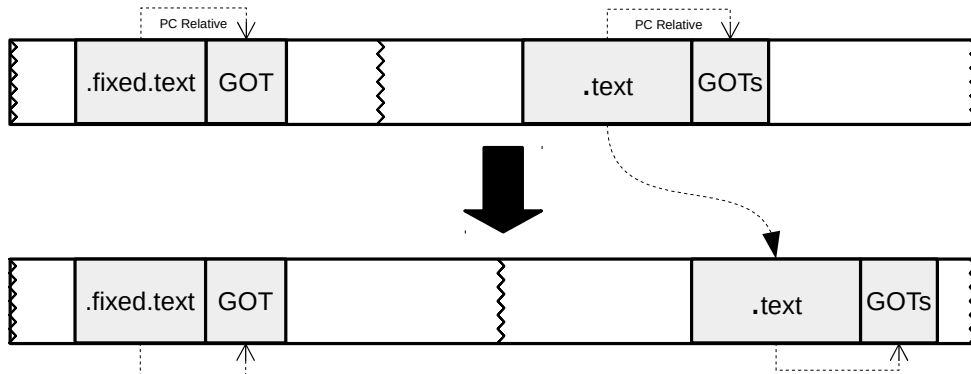 PC Relative
PC Relative
.fixed.text
GOT
.text
GOTs
.fixed.text
GOT
.text
GOTs